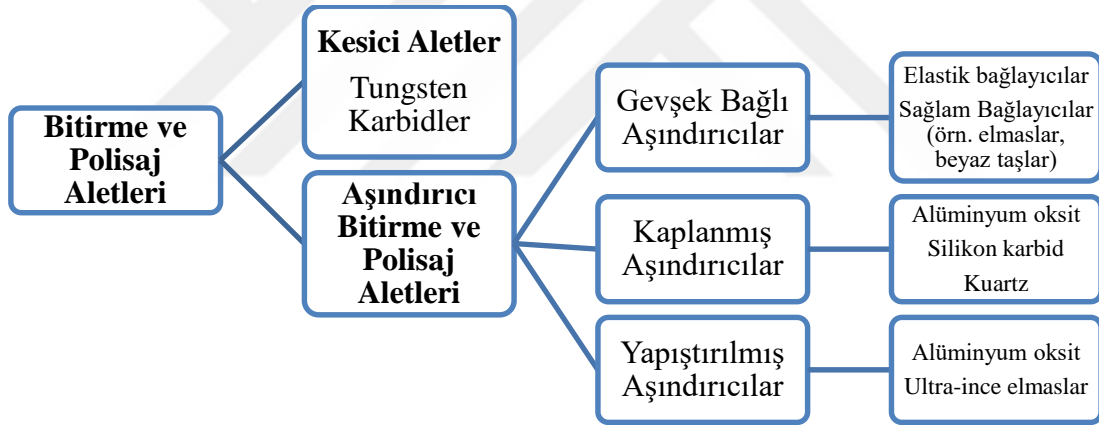 Bitirme ve
Polisaj
Aletleri
Kesici Aletler
Tungsten
Karbidler
Aşındırıcı
Bitirme ve
Polisaj
Aletleri
Gevşek Bağlı
Aşındırıcılar
Elastik bağlayıcılar
Sağlam Bağlayıcılar
(örn. elmaslar,
beyaz taşlar)
Kaplanmış
Aşındırıcılar
Alüminyum oksit
Silikon karbid
Kuartz
Yapıştırılmış
Aşındırıcılar
Alüminyum oksit
Ultra-ince elmaslar